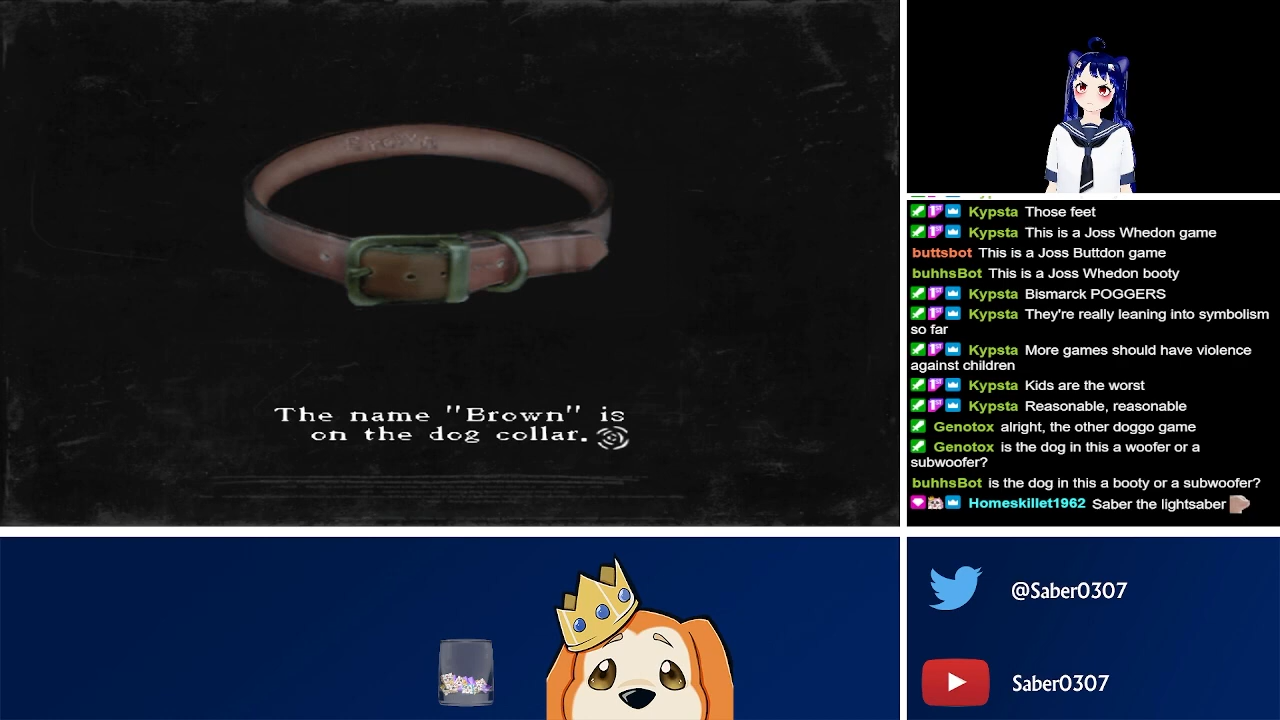 Brown
The name "Brown" is
on the dog collar.
Kypsta Those feet
Kypsta This is a Joss Whedon game
buttsbot This is a Joss Buttdon game
buhhsBot This is a Joss Whedon booty
Kypsta Bismarck POGGERS
Kypsta They're really leaning into symbolism
so far
Kypsta More games should have violence
against children
Kypsta Kids are the worst
Kypsta Reasonable, reasonable
Genotox alright, the other doggo game
Genotox is the dog in this a woofer or a
subwoofer?
buhhsBot is the dog in this a booty or a subwoofer?
Homeskillet1962 Saber the lightsaber
@Saber0307
Saber0307